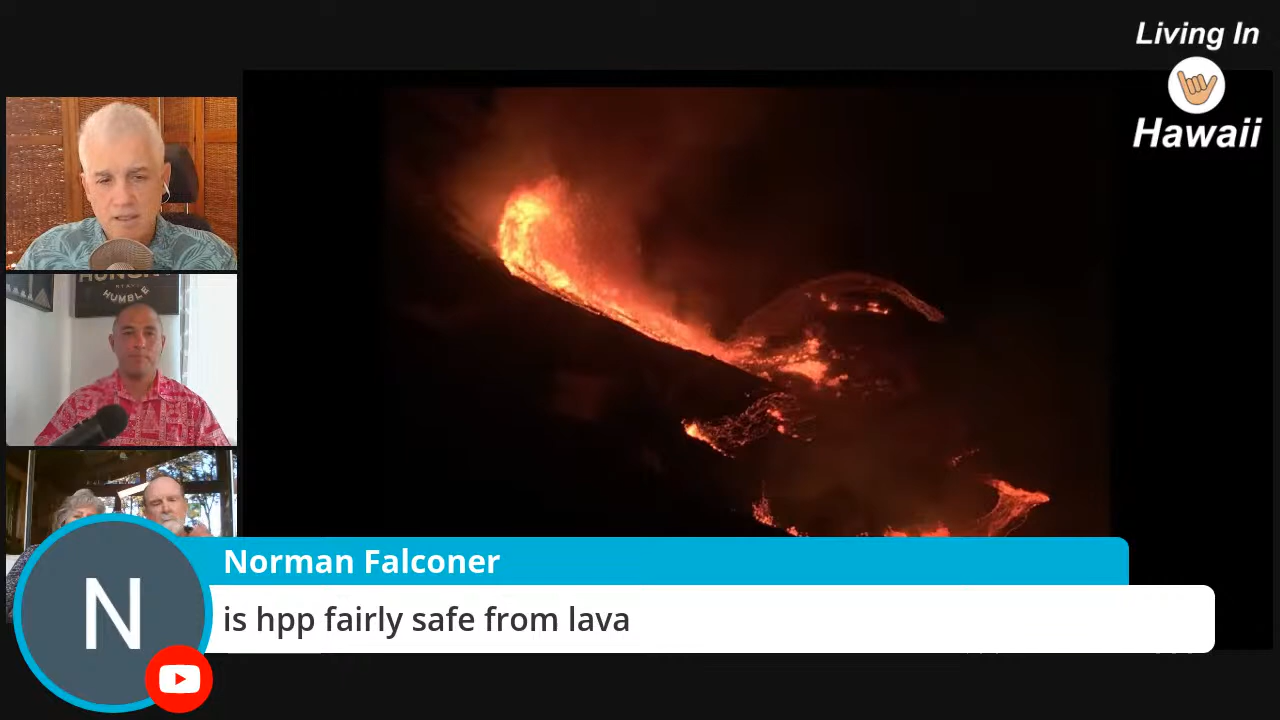 Living In
Hawaii
HUMBLE
N
Norman Falconer
is hpp fairly safe from lava